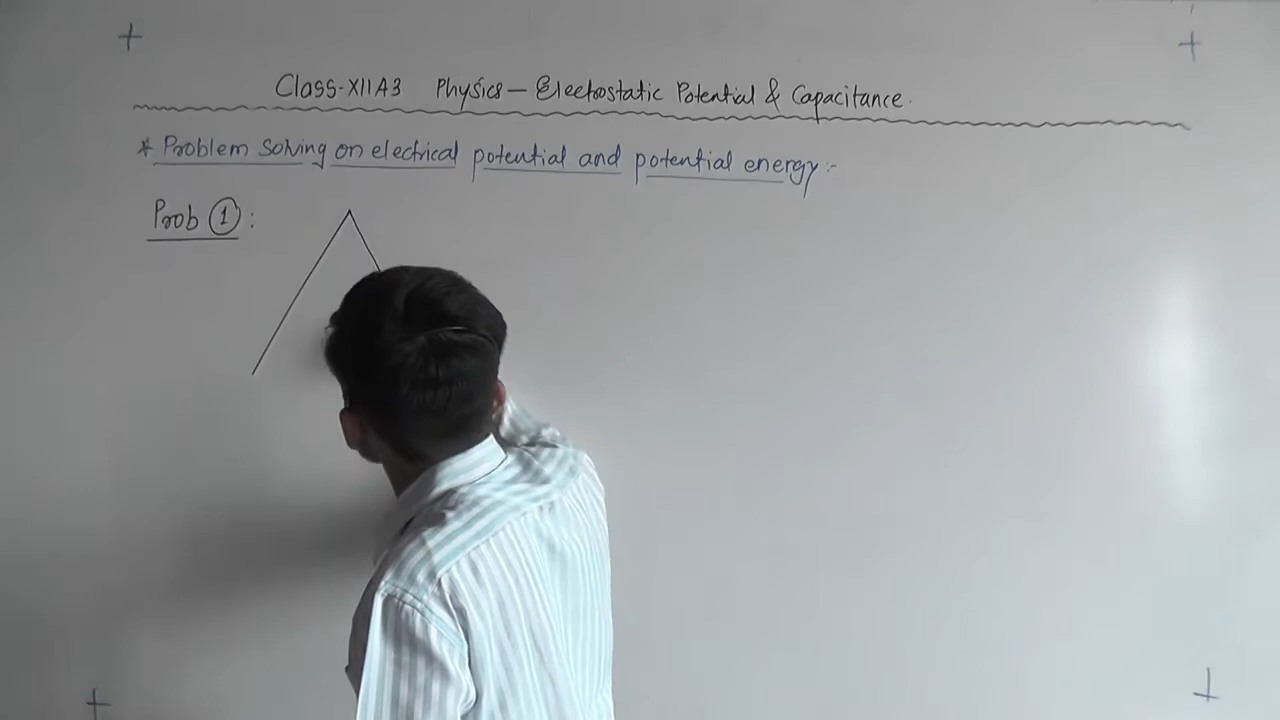 Class-XII A3 Physics – Electrostatic Potential & Capacitance.
* Problem Solving on electrical potential and potential energy :-
Prob ① :